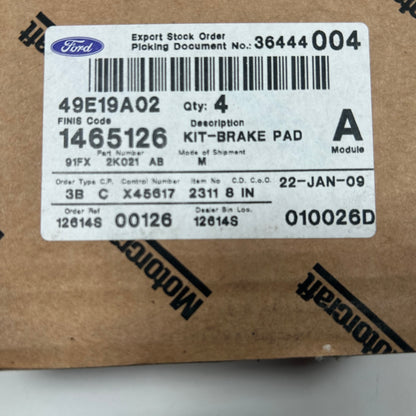 Ford
Export Stock Order
Picking Document No.: 36444 004
49E19A02 Qty: 4
FINIS Code Description
1465126 KIT-BRAKE PAD A
Part Number Mode of Shipment Module
91FX 2K021 AB M
Order Type C.P. Control Number Item No C.D. Co.O. 22-JAN-09
3B C X45617 2311 8 IN
Order Ref Dealer Bin Loc.
12614S 00126 12614S 010026D
Motorcraft
Motorcraft